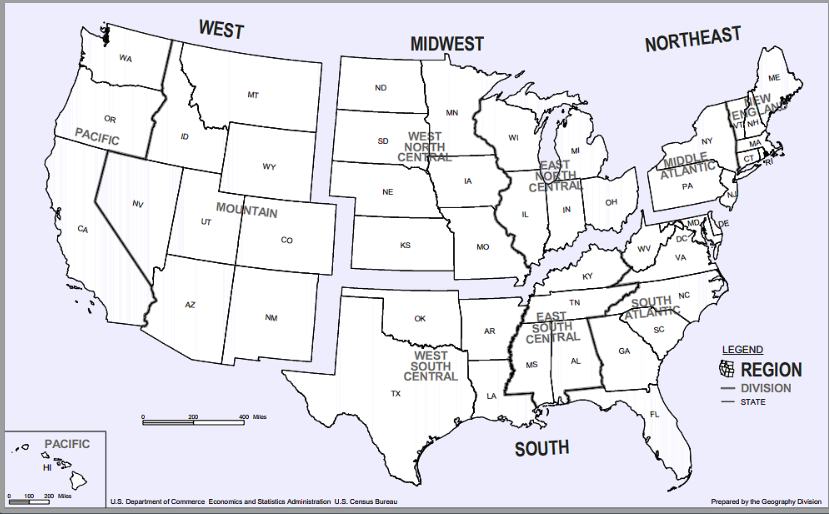 WEST
MIDWEST
NORTHEAST
WA
MT
ND
MN
ME
OR
ID
SD
WI
MI
NEW
ENGLAND
VT
NH
NY
MA
CT
RI
PACIFIC
WY
WEST
NORTH
CENTRAL
EAST
NORTH
CENTRAL
MIDDLE
ATLANTIC
PA
NJ
NV
UT
MOUNTAIN
CO
NE
IA
IL
IN
OH
CA
KS
MO
WV
MD
DE
DC
VA
KY
AZ
NM
OK
AR
TN
NC
SOUTH
ATLANTIC
SC
EAST
SOUTH
CENTRAL
MS
AL
GA
WEST
SOUTH
CENTRAL
TX
LA
FL
SOUTH
LEGEND
REGION
DIVISION
STATE
0 200 400 Miles
PACIFIC
HI
0 100 200 Miles
U.S. Department of Commerce Economics and Statistics Administration U.S. Census Bureau
Prepared by the Geography Division